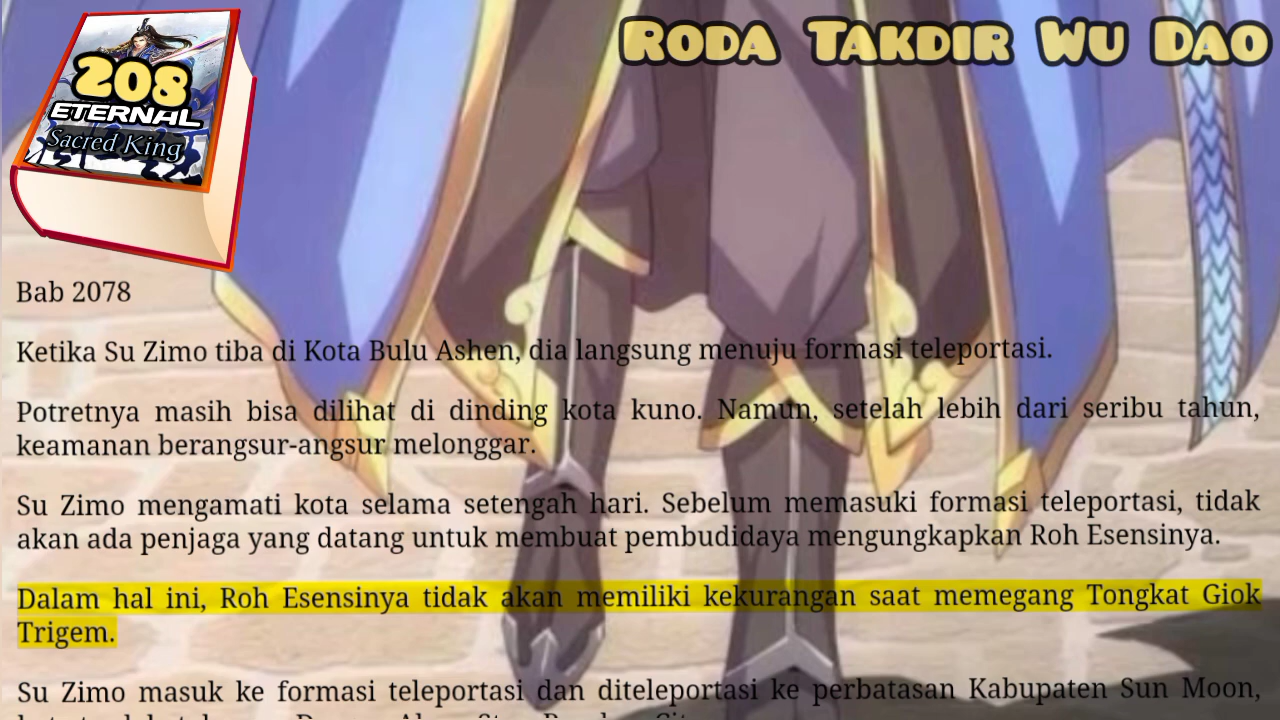 Roda Takdir Wu Dao
208
ETERNAL
Sacred King
Bab 2078
Ketika Su Zimo tiba di Kota Bulu Ashen, dia langsung menuju formasi teleportasi.
Potretnya masih bisa dilihat di dinding kota kuno. Namun, setelah lebih dari seribu tahun,
keamanan berangsur-angsur melonggar.
Su Zimo mengamati kota selama setengah hari. Sebelum memasuki formasi teleportasi, tidak
akan ada penjaga yang datang untuk membuat pembudidaya mengungkapkan Roh Esensinya.
Dalam hal ini, Roh Esensinya tidak akan memiliki kekurangan saat memegang Tongkat Giok
Trigem.
Su Zimo masuk ke formasi teleportasi dan diteleportasi ke perbatasan Kabupaten Sun Moon,